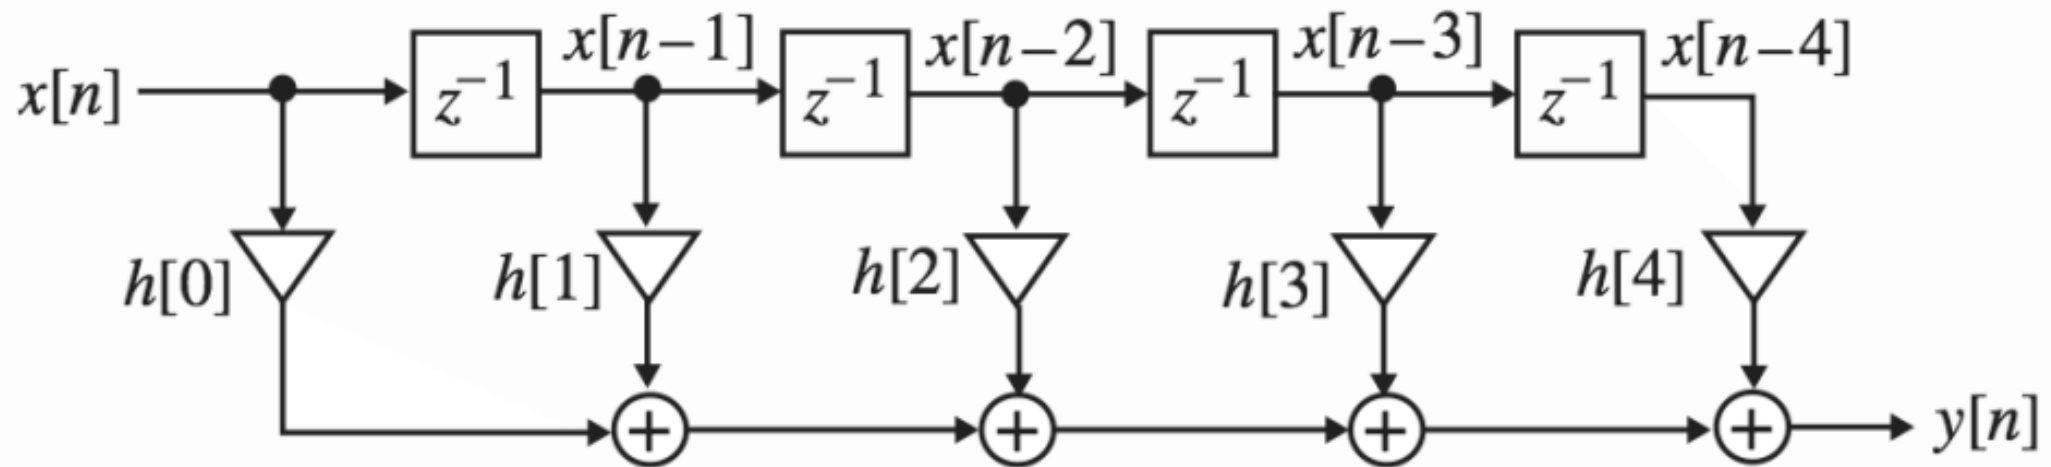 x[n] z⁻¹ x[n−1] z⁻¹ x[n−2] z⁻¹ x[n−3] z⁻¹ x[n−4]
h[0] h[1] h[2] h[3] h[4]
+ + + + y[n]